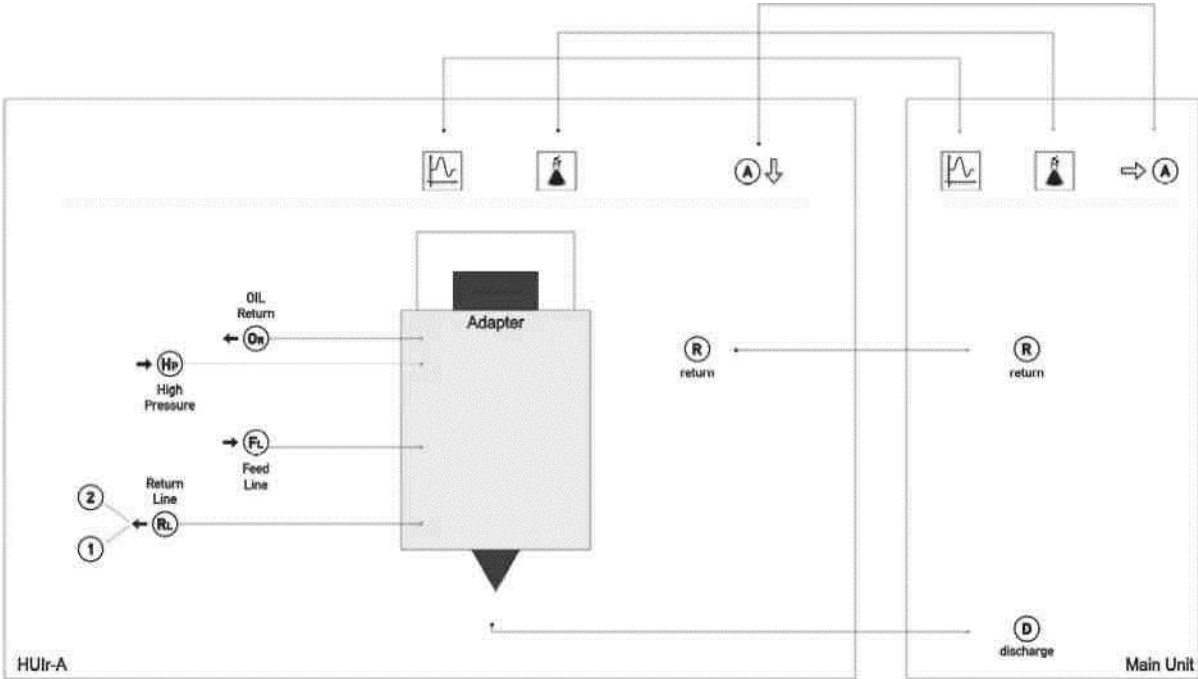 A
A
OIL
Return
OR
HP
High
Pressure
Adapter
R
return
R
return
FL
Feed
Line
Return
Line
2
RL
1
D
discharge
HUIr-A
Main Unit